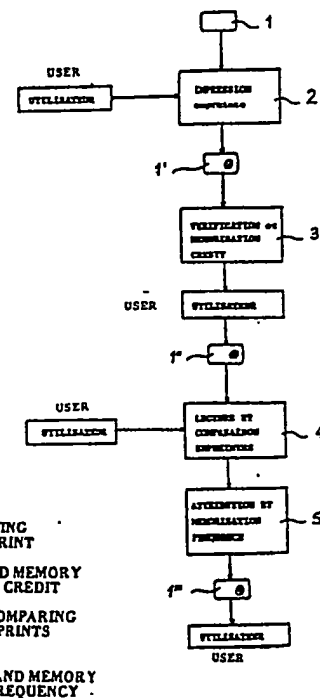 1
USER
UTILISATEUR
IMPRESSION
empreinte
2
1'
VERIFICATION et
MEMORISATION
CREDIT
3
USER
UTILISATEUR
1"
USER
UTILISATEUR
LECTURE ET
COMPARAISON
EMPREINTES
4
ING
RINT
D MEMORY
CREDIT
OMPARING
PRINTS
AND MEMORY
REQUENCY
ATTRIBUTION ET
MEMORISATION
FREQUENCE
5
1"'
UTILISATEUR
USER